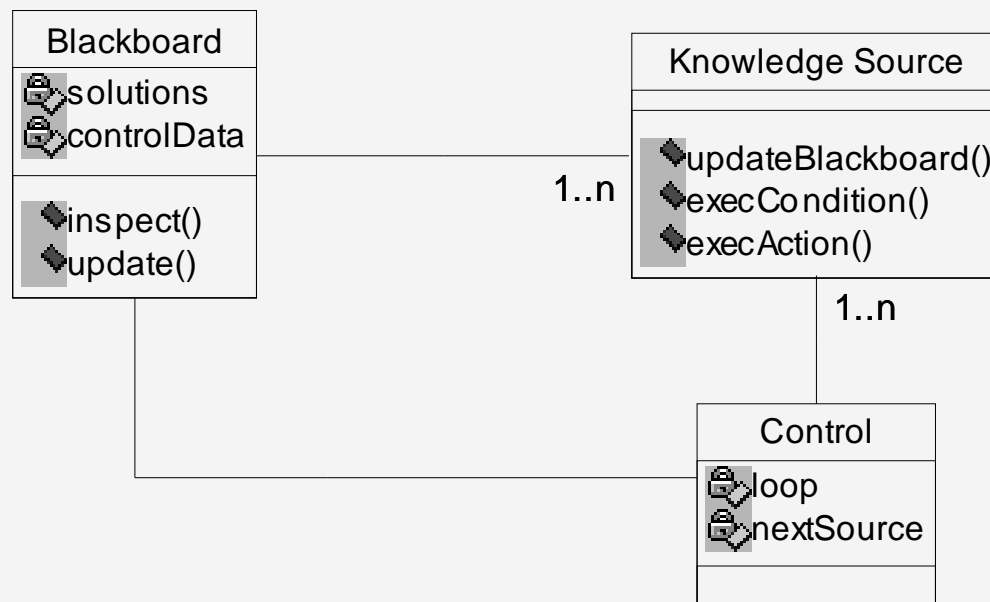 Blackboard
solutions
controlData
inspect()
update()
1..n
Knowledge Source
updateBlackboard()
execCondition()
execAction()
1..n
Control
loop
nextSource